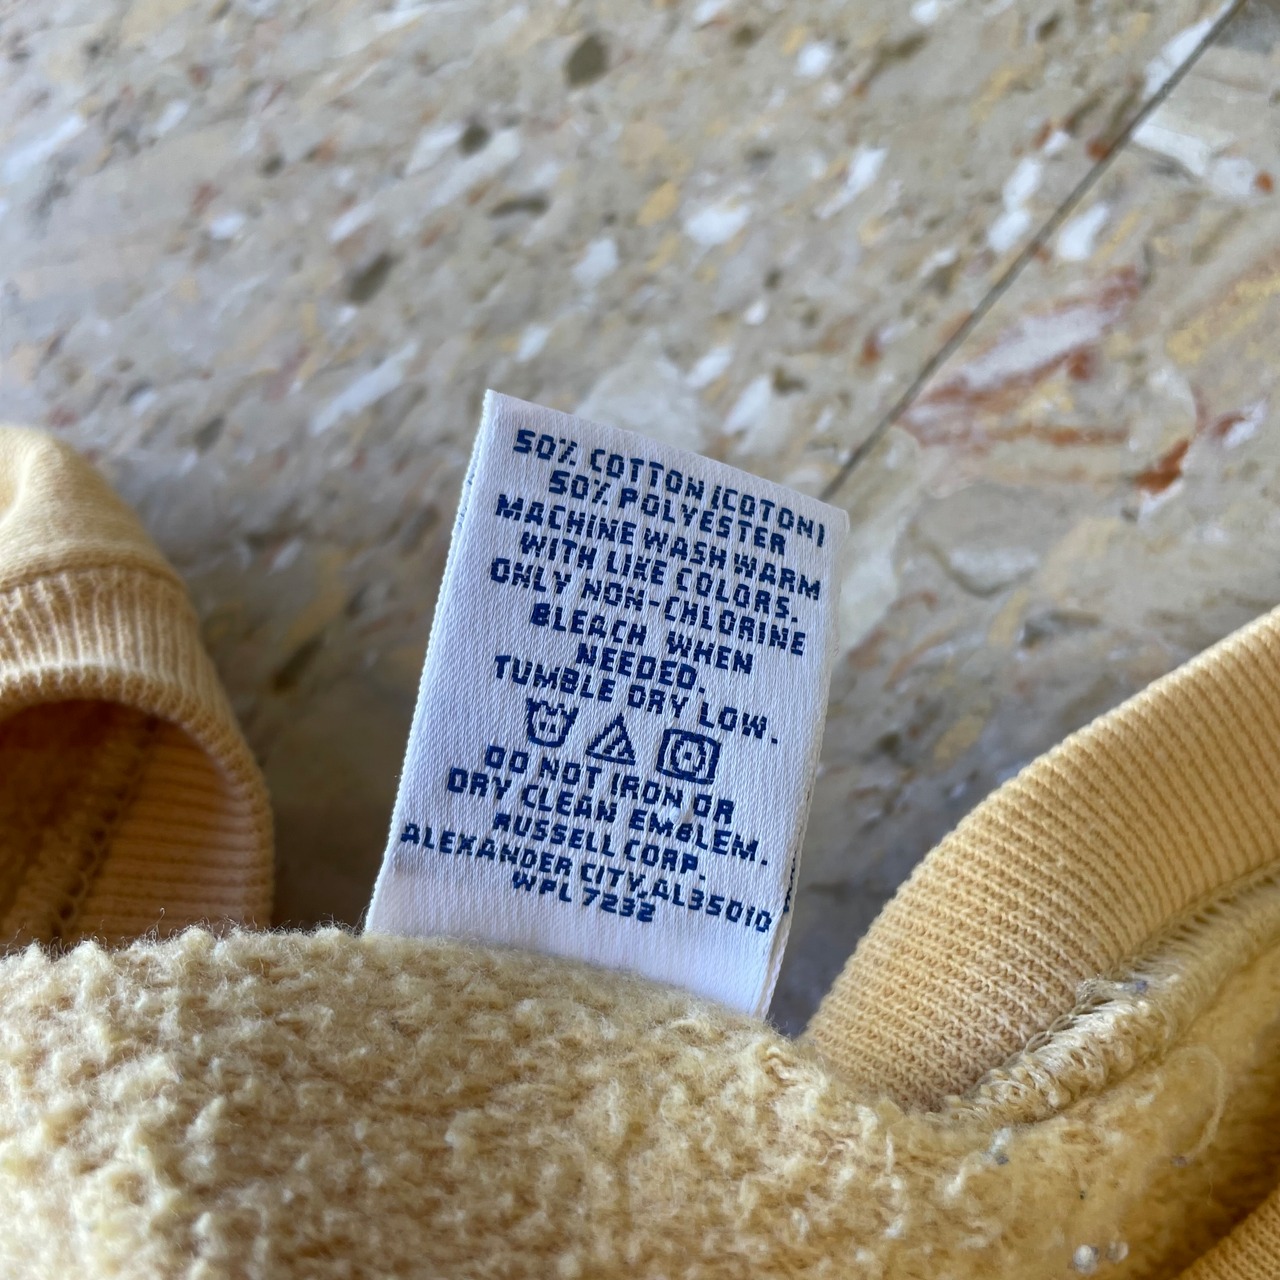 50% COTTON (COTON)
50% POLYESTER
MACHINE WASH WARM
WITH LIKE COLORS.
ONLY NON-CHLORINE
BLEACH, WHEN
NEEDED.
TUMBLE DRY LOW.
DO NOT IRON OR
DRY CLEAN EMBLEM.
RUSSELL CORP.
ALEXANDER CITY, AL35010
WPL 7232